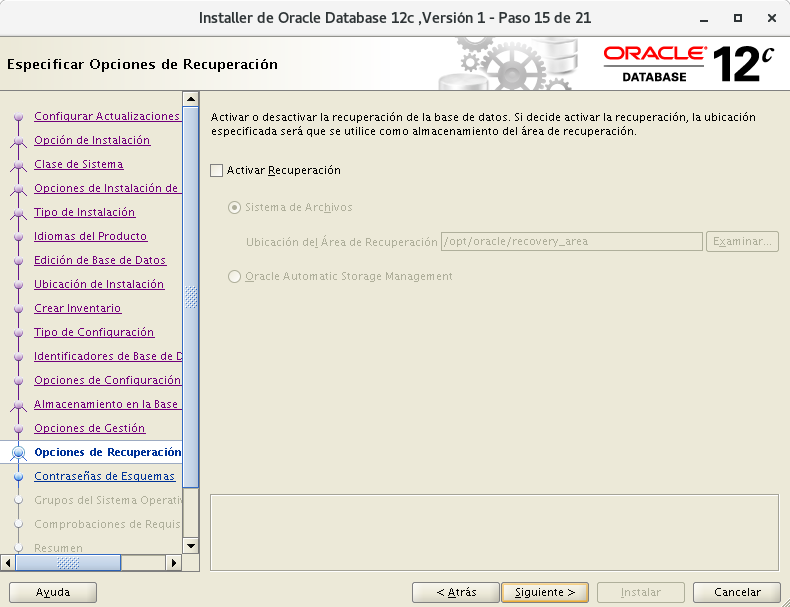 Installer de Oracle Database 12c ,Versión 1 - Paso 15 de 21
Especificar Opciones de Recuperación
ORACLE
DATABASE
12c
Configurar Actualizaciones
Opción de Instalación
Clase de Sistema
Opciones de Instalación de
Tipo de Instalación
Idiomas del Producto
Edición de Base de Datos
Ubicación de Instalación
Crear Inventario
Tipo de Configuración
Identificadores de Base de D
Opciones de Configuración
Almacenamiento en la Base
Opciones de Gestión
Opciones de Recuperación
Contraseñas de Esquemas
Grupos del Sistema Operativ
Comprobaciones de Requis
Resumen
Activar o desactivar la recuperación de la base de datos. Si decide activar la recuperación, la ubicación
especificada será que se utilice como almacenamiento del área de recuperación.
Activar Recuperación
Sistema de Archivos
Ubicación del Área de Recuperación /opt/oracle/recovery_area Examinar...
Oracle Automatic Storage Management
Ayuda < Atrás Siguiente > Instalar Cancelar